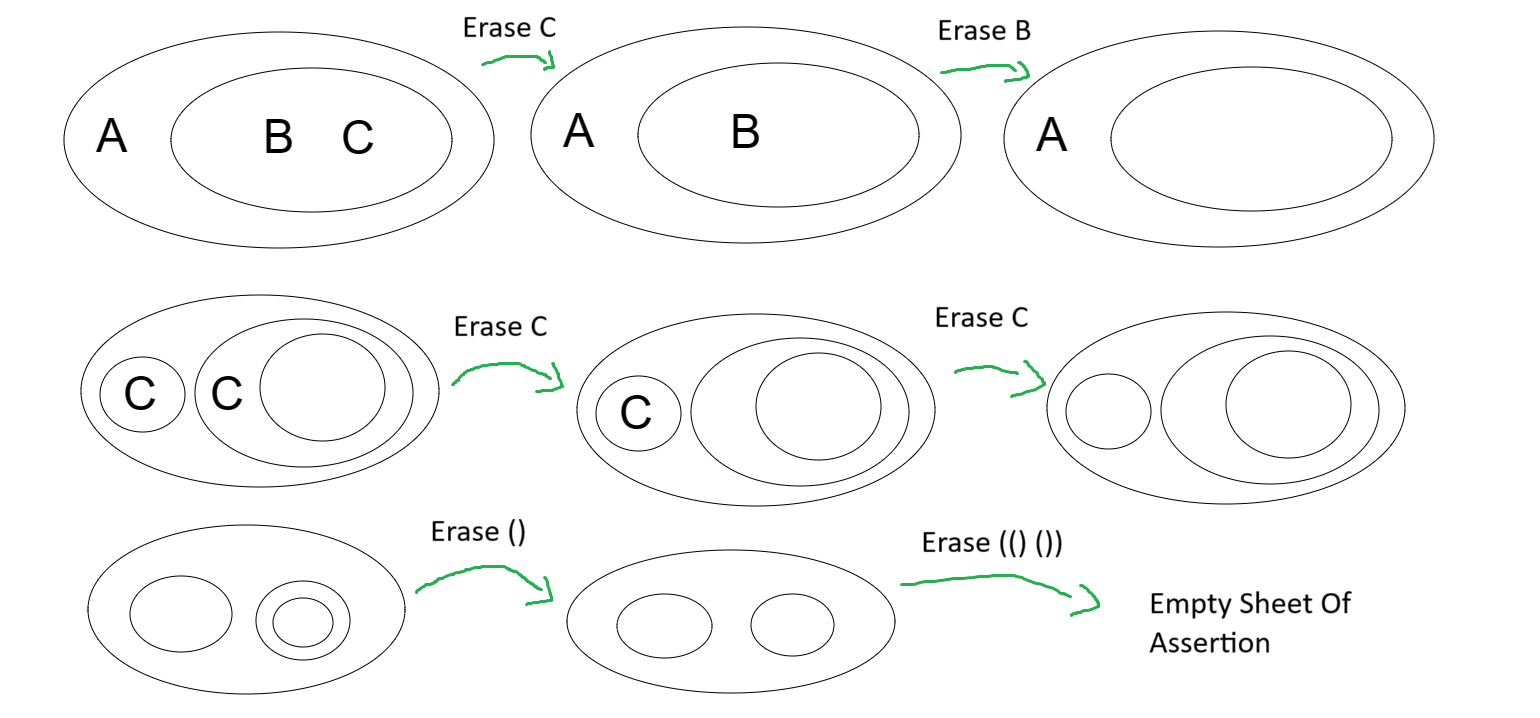 Erase C
Erase B
A B C
A B
A
Erase C
Erase C
C C
C
Erase ()
Erase (() ())
Empty Sheet Of
Assertion